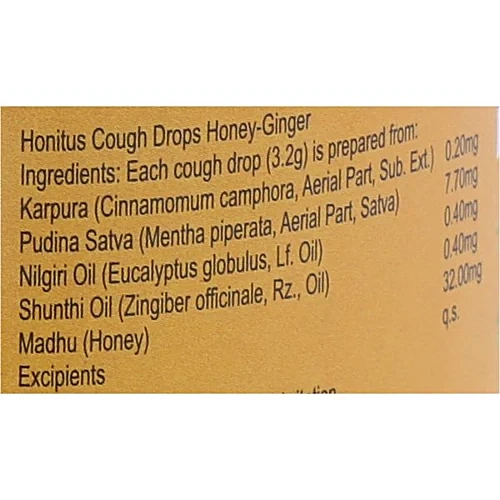 Honitus Cough Drops Honey-Ginger
Ingredients: Each cough drop (3.2g) is prepared from:
Karpura (Cinnamomum camphora, Aerial Part, Sub. Ext.) 0.20mg
Pudina Satva (Mentha piperata, Aerial Part, Satva) 7.70mg
Nilgiri Oil (Eucalyptus globulus, Lf. Oil) 0.40mg
Shunthi Oil (Zingiber officinale, Rz., Oil) 0.40mg
Madhu (Honey) 32.00mg
Excipients q.s.